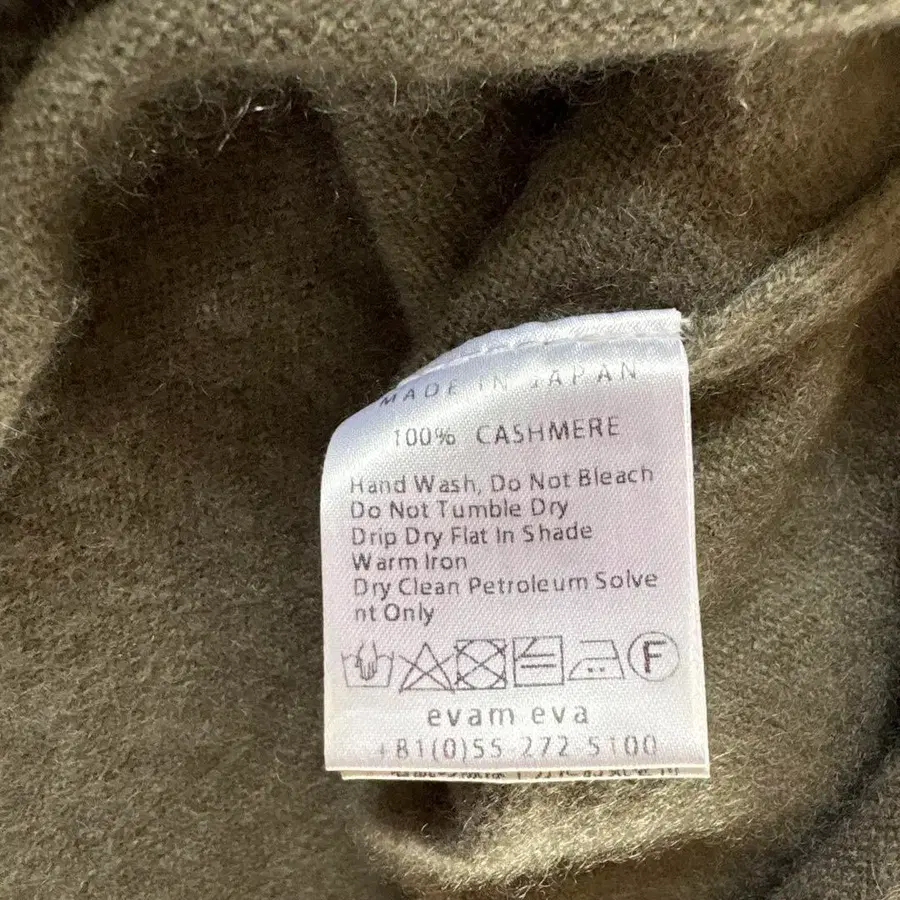 MADE IN JAPAN
100% CASHMERE
Hand Wash, Do Not Bleach
Do Not Tumble Dry
Drip Dry Flat In Shade
Warm Iron
Dry Clean Petroleum Solve
nt Only
F
evam eva
+81(0)55 272 5100